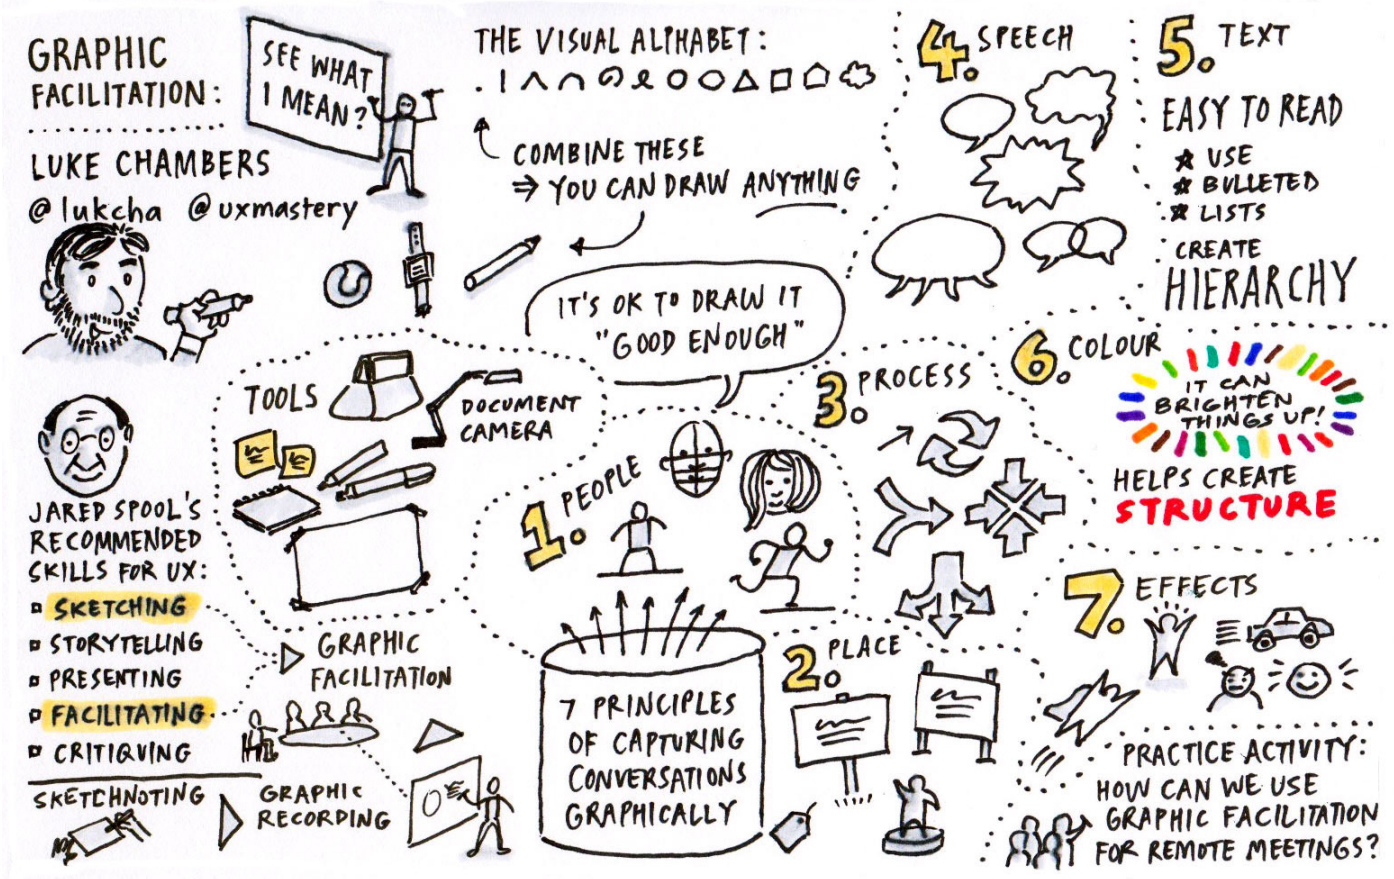 GRAPHIC
FACILITATION:
LUKE CHAMBERS
@lukcha @uxmastery
SEE WHAT
I MEAN?
THE VISUAL ALPHABET:
COMBINE THESE
⇒ YOU CAN DRAW ANYTHING
IT'S OK TO DRAW IT
"GOOD ENOUGH"
TOOLS
DOCUMENT
CAMERA
JARED SPOOL'S
RECOMMENDED
SKILLS FOR UX:
SKETCHING
STORYTELLING
PRESENTING
FACILITATING
CRITIQUING
GRAPHIC
FACILITATION
SKETCHNOTING
GRAPHIC
RECORDING
7 PRINCIPLES
OF CAPTURING
CONVERSATIONS
GRAPHICALLY
1. PEOPLE
2. PLACE
3. PROCESS
4. SPEECH
5. TEXT
EASY TO READ
USE
BULLETED
LISTS
CREATE
HIERARCHY
6. COLOUR
IT CAN
BRIGHTEN
THINGS UP!
HELPS CREATE
STRUCTURE
7. EFFECTS
PRACTICE ACTIVITY:
HOW CAN WE USE
GRAPHIC FACILITATION
FOR REMOTE MEETINGS?